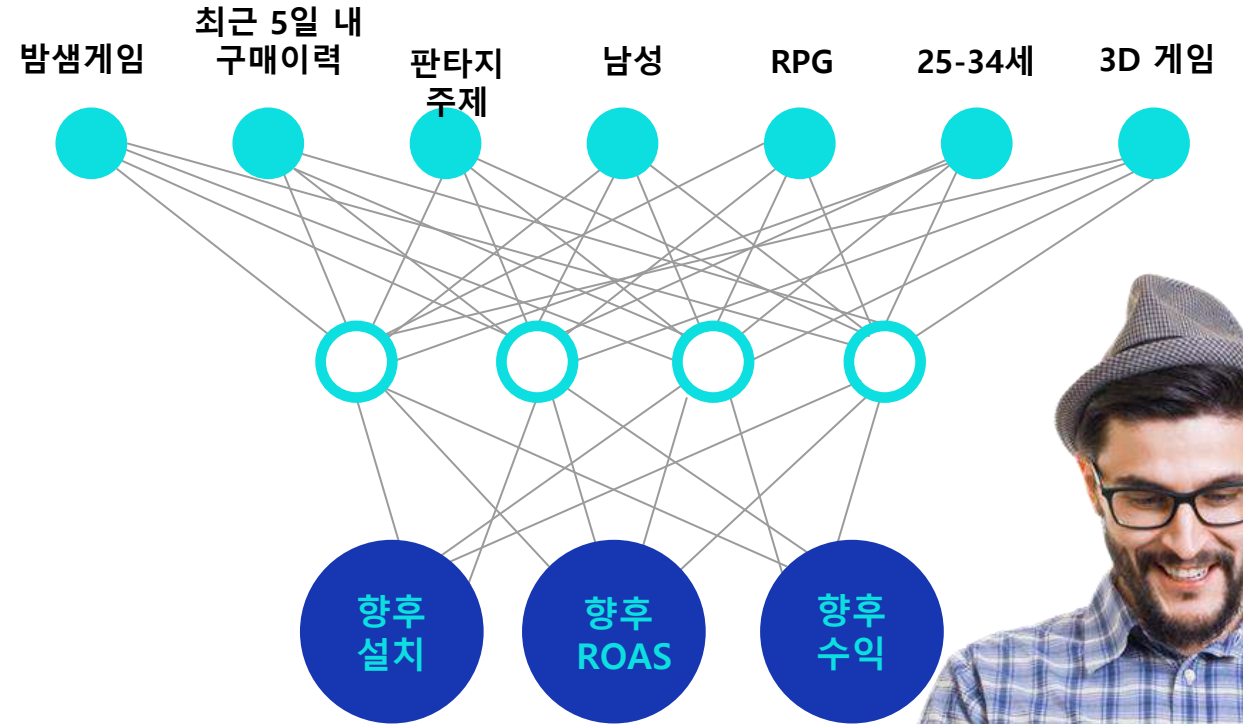 밤샘게임
최근 5일 내
구매이력
판타지
주제
남성
RPG
25-34세
3D 게임
향후
설치
향후
ROAS
향후
수익